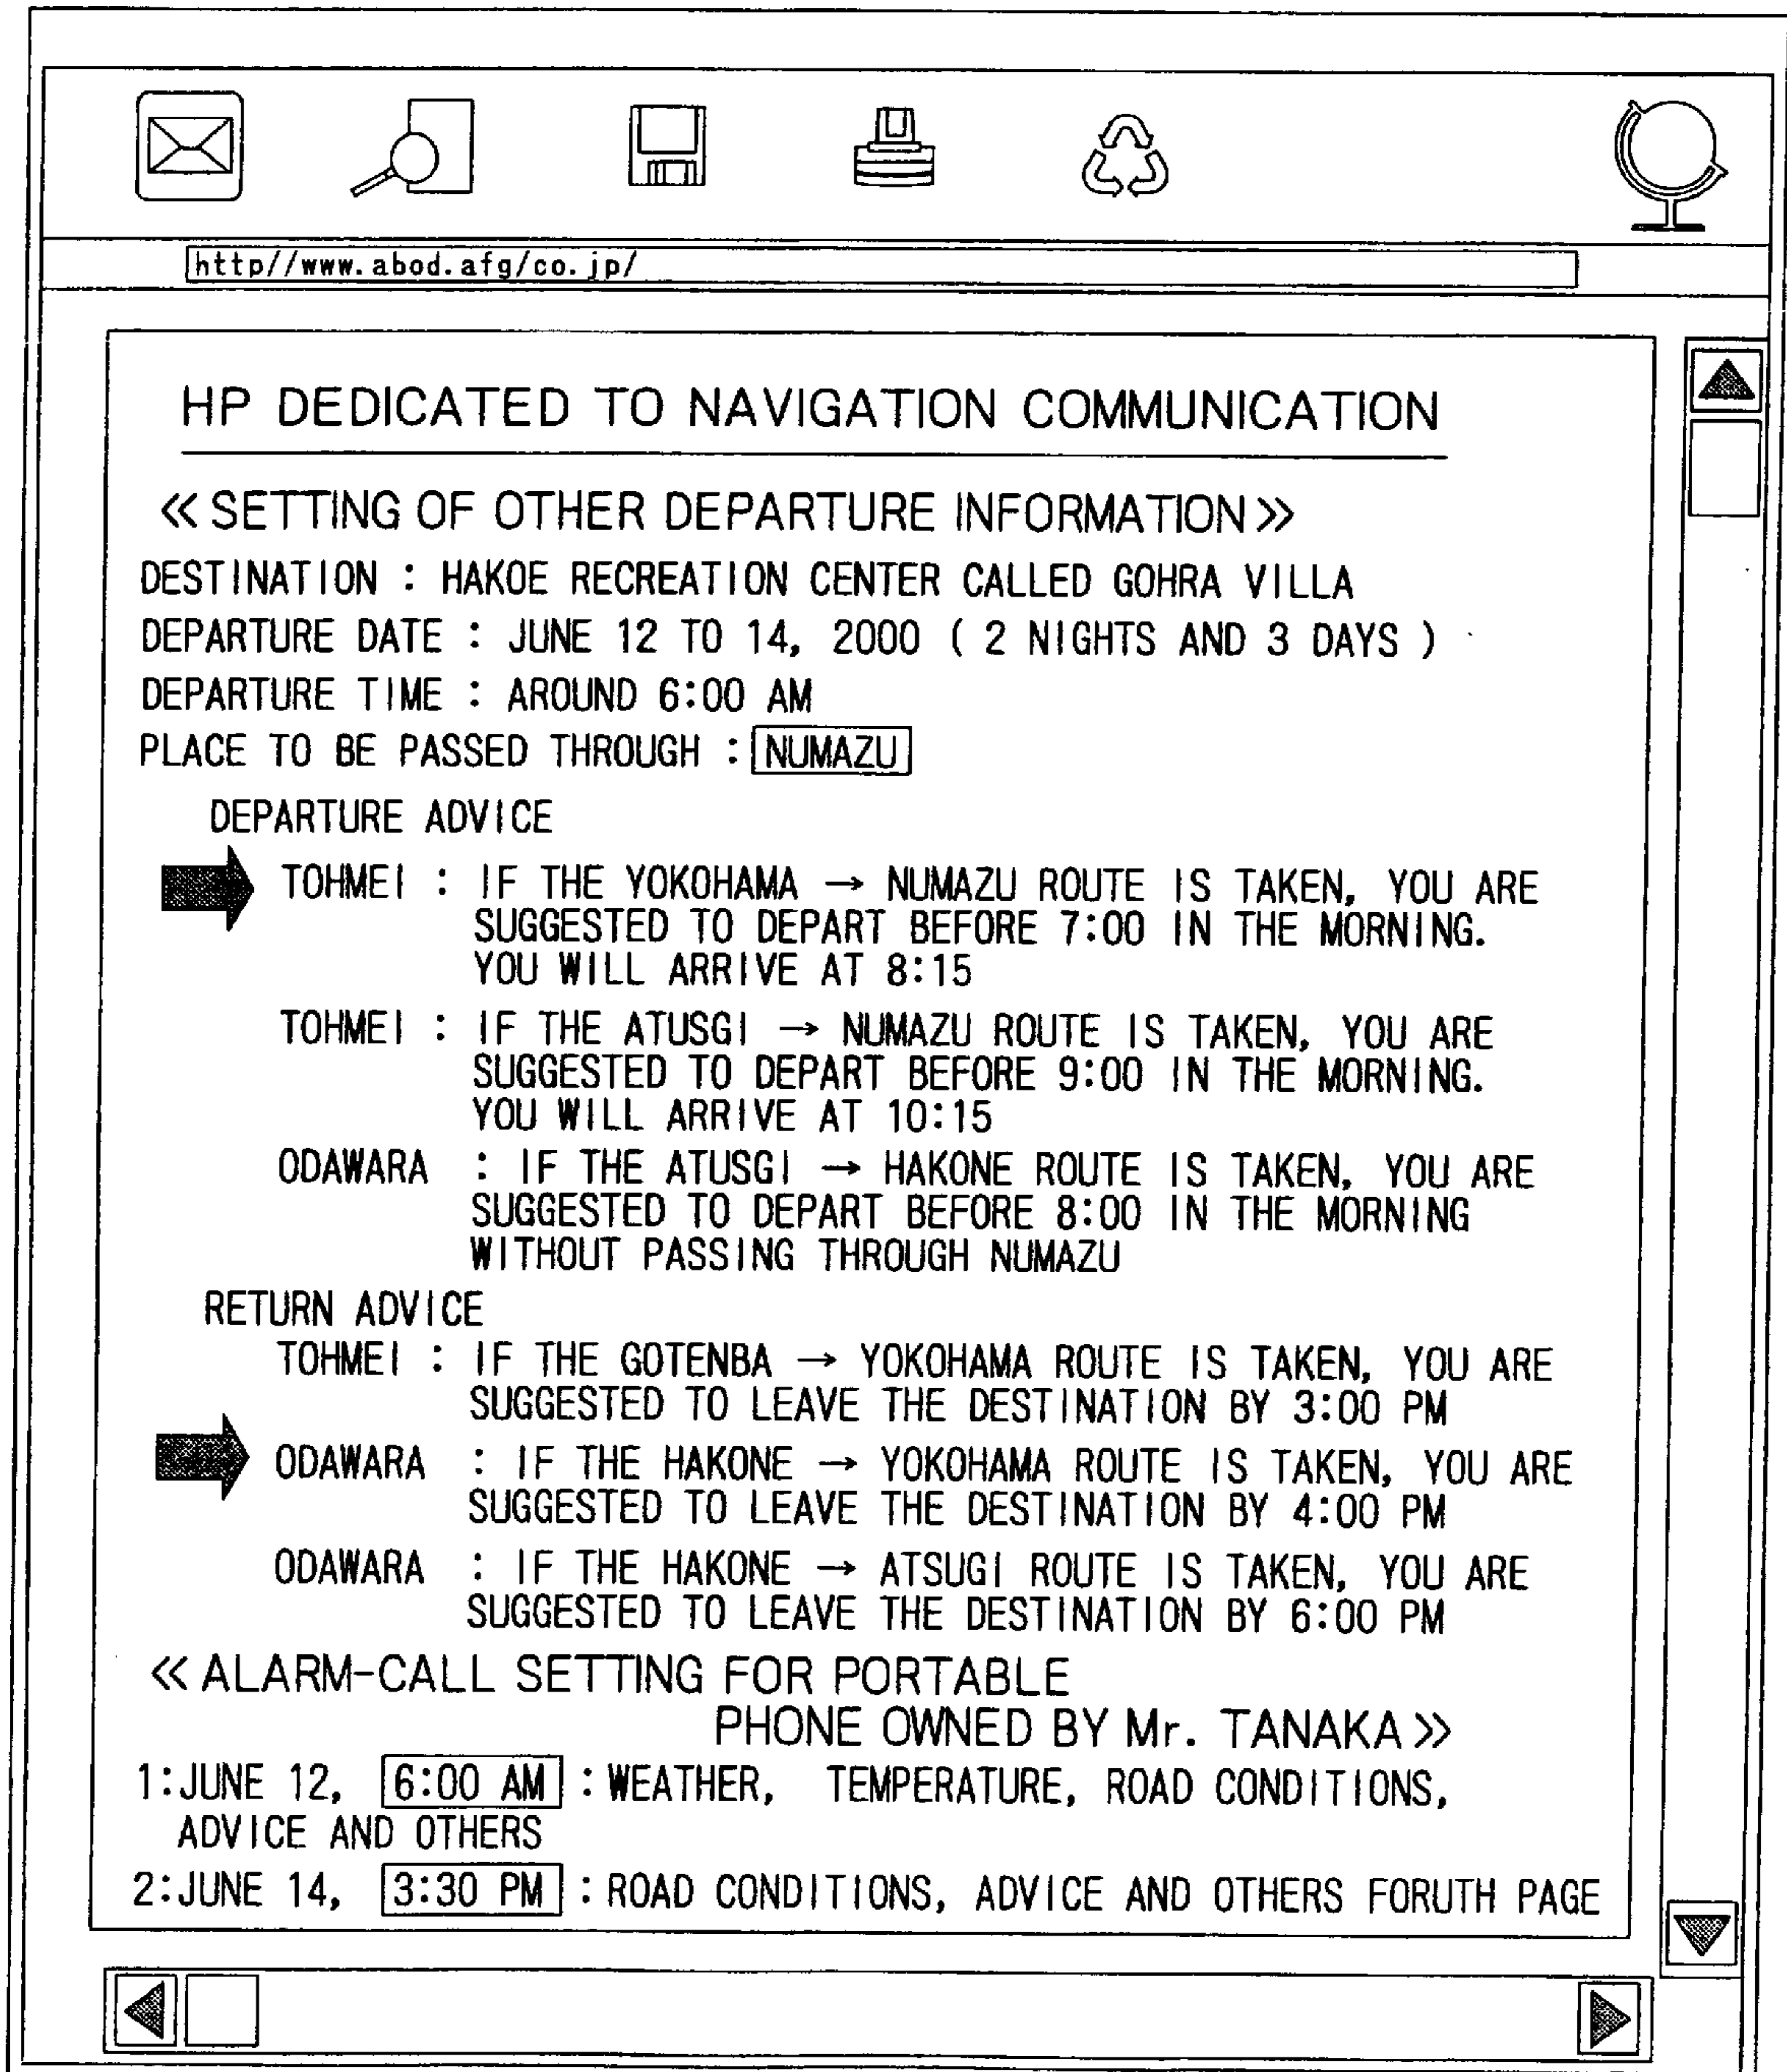 http//www.abod.afg/co.jp/
HP DEDICATED TO NAVIGATION COMMUNICATION
≪ SETTING OF OTHER DEPARTURE INFORMATION ≫
DESTINATION : HAKOE RECREATION CENTER CALLED GOHRA VILLA
DEPARTURE DATE : JUNE 12 TO 14, 2000 ( 2 NIGHTS AND 3 DAYS )
DEPARTURE TIME : AROUND 6:00 AM
PLACE TO BE PASSED THROUGH : NUMAZU
DEPARTURE ADVICE
TOHMEI : IF THE YOKOHAMA → NUMAZU ROUTE IS TAKEN, YOU ARE
SUGGESTED TO DEPART BEFORE 7:00 IN THE MORNING.
YOU WILL ARRIVE AT 8:15
TOHMEI : IF THE ATUSGI → NUMAZU ROUTE IS TAKEN, YOU ARE
SUGGESTED TO DEPART BEFORE 9:00 IN THE MORNING.
YOU WILL ARRIVE AT 10:15
ODAWARA : IF THE ATUSGI → HAKONE ROUTE IS TAKEN, YOU ARE
SUGGESTED TO DEPART BEFORE 8:00 IN THE MORNING
WITHOUT PASSING THROUGH NUMAZU
RETURN ADVICE
TOHMEI : IF THE GOTENBA → YOKOHAMA ROUTE IS TAKEN, YOU ARE
SUGGESTED TO LEAVE THE DESTINATION BY 3:00 PM
ODAWARA : IF THE HAKONE → YOKOHAMA ROUTE IS TAKEN, YOU ARE
SUGGESTED TO LEAVE THE DESTINATION BY 4:00 PM
ODAWARA : IF THE HAKONE → ATSUGI ROUTE IS TAKEN, YOU ARE
SUGGESTED TO LEAVE THE DESTINATION BY 6:00 PM
≪ ALARM-CALL SETTING FOR PORTABLE
PHONE OWNED BY Mr. TANAKA ≫
1:JUNE 12, 6:00 AM : WEATHER, TEMPERATURE, ROAD CONDITIONS,
ADVICE AND OTHERS
2:JUNE 14, 3:30 PM : ROAD CONDITIONS, ADVICE AND OTHERS FORUTH PAGE